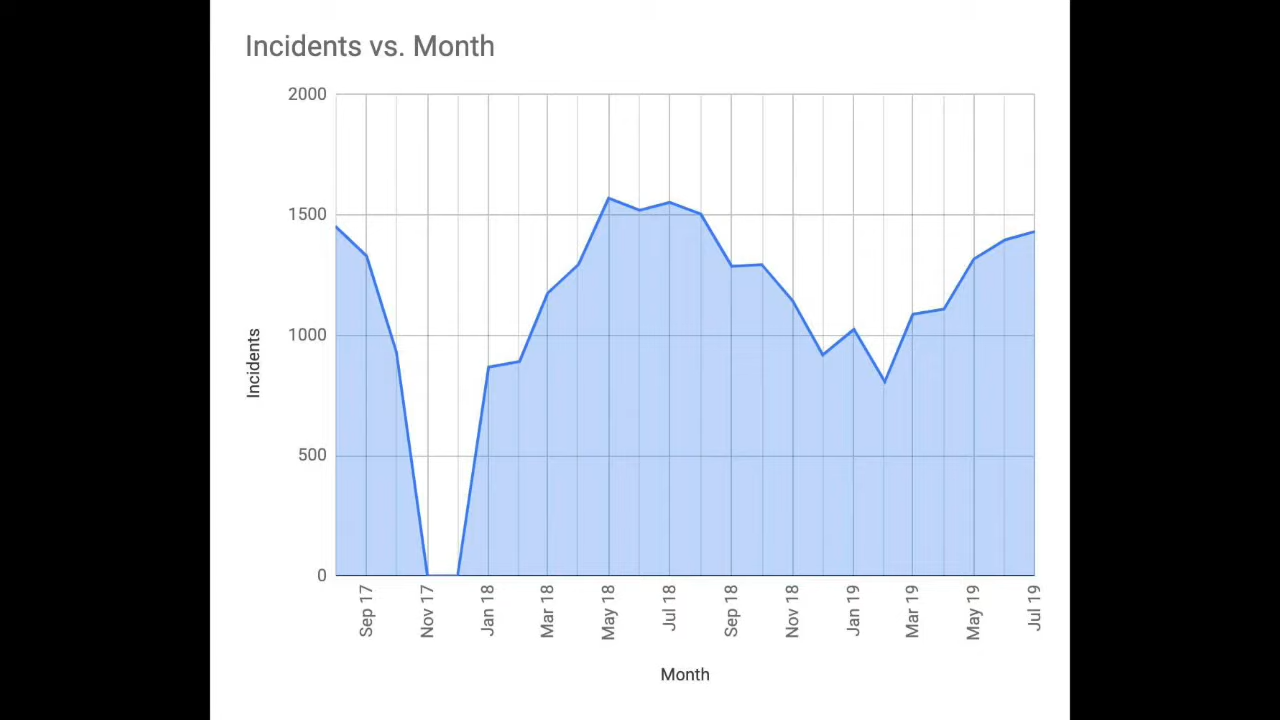 Incidents vs. Month
2000
1500
1000
500
0
Incidents
Sep 17
Nov 17
Jan 18
Mar 18
May 18
Jul 18
Sep 18
Nov 18
Jan 19
Mar 19
May 19
Jul 19
Month